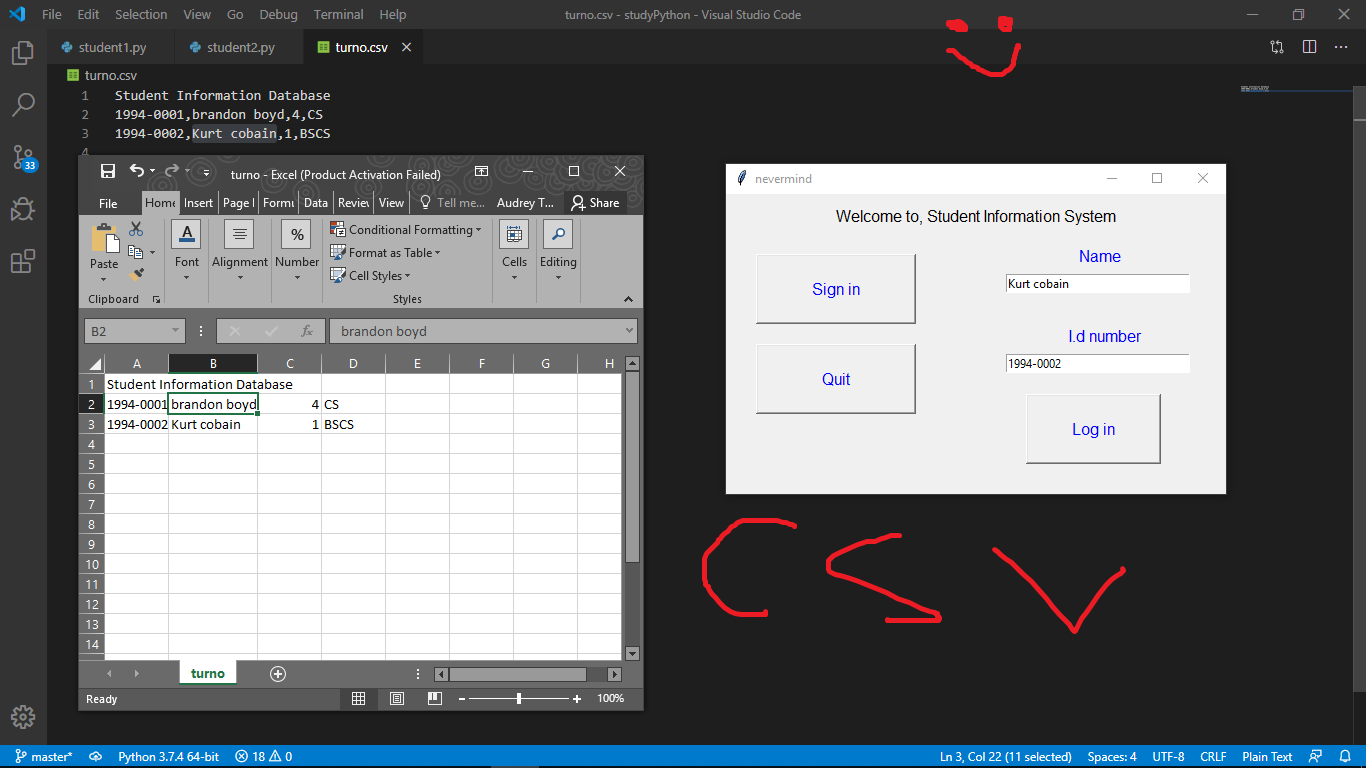 File Edit Selection View Go Debug Terminal Help turno.csv - studyPython - Visual Studio Code
student1.py student2.py turno.csv
turno.csv
1 Student Information Database
2 1994-0001,brandon boyd,4,CS
3 1994-0002,Kurt cobain,1,BSCS
4
33
turno - Excel (Product Activation Failed)
File Home Insert Page l Formu Data Review View Tell me... Audrey T... Share
Paste Font Alignment Number Conditional Formatting Format as Table Cell Styles Cells Editing
Clipboard Styles
B2 fx brandon boyd
A B C D E F G H
1 Student Information Database
2 1994-0001 brandon boyd 4 CS
3 1994-0002 Kurt cobain 1 BSCS
4
5
6
7
8
9
10
11
12
13
14
turno
Ready 100%
nevermind
Welcome to, Student Information System
Name
Sign in Kurt cobain
I.d number
Quit 1994-0002
Log in
CSV
master* Python 3.7.4 64-bit 18 0 Ln 3, Col 22 (11 selected) Spaces: 4 UTF-8 CRLF Plain Text